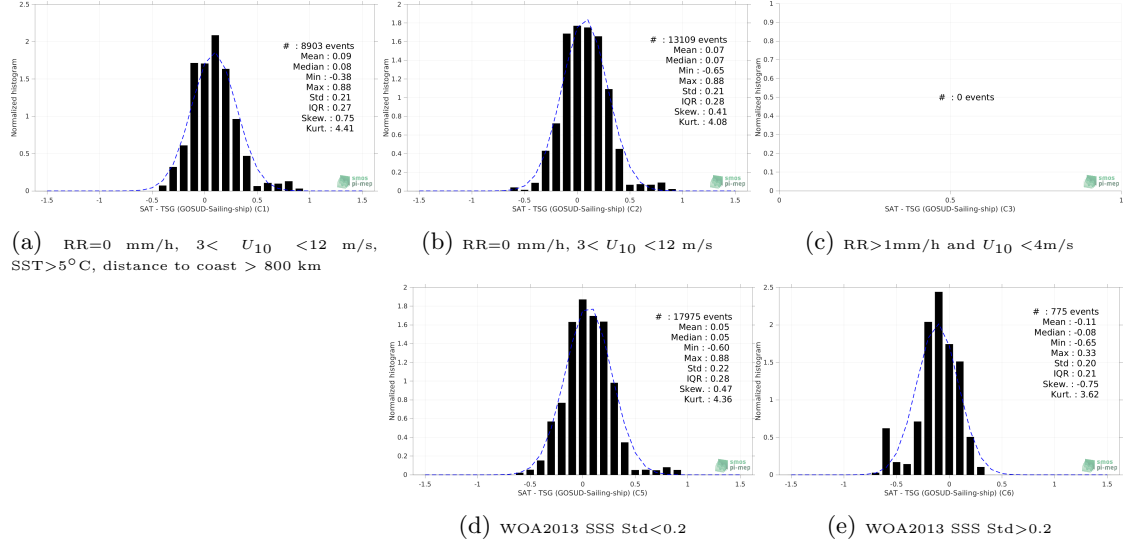 2.5
2
1.5
1
0.5
0
-1.5 -1 -0.5 0 0.5 1 1.5
Normalized histogram
SAT - TSG (GOSUD-Sailing-ship) (C1)
# : 8903 events
Mean : 0.09
Median : 0.08
Min : -0.38
Max : 0.88
Std : 0.21
IQR : 0.27
Skew. : 0.75
Kurt. : 4.41
smos
pi-mep
(a) RR=0 mm/h, 3< U10 <12 m/s,
SST>5°C, distance to coast > 800 km
2
1.8
1.6
1.4
1.2
1
0.8
0.6
0.4
0.2
0
-1.5 -1 -0.5 0 0.5 1 1.5
Normalized histogram
SAT - TSG (GOSUD-Sailing-ship) (C2)
# : 13109 events
Mean : 0.07
Median : 0.07
Min : -0.65
Max : 0.88
Std : 0.21
IQR : 0.28
Skew. : 0.41
Kurt. : 4.08
smos
pi-mep
(b) RR=0 mm/h, 3< U10 <12 m/s
1
0.9
0.8
0.7
0.6
0.5
0.4
0.3
0.2
0.1
0
0 0.5 1
Normalized histogram
SAT - TSG (GOSUD-Sailing-ship) (C3)
# : 0 events
smos
pi-mep
(c) RR>1mm/h and U10 <4m/s
2
1.8
1.6
1.4
1.2
1
0.8
0.6
0.4
0.2
0
-1.5 -1 -0.5 0 0.5 1 1.5
Normalized histogram
SAT - TSG (GOSUD-Sailing-ship) (C5)
# : 17975 events
Mean : 0.05
Median : 0.05
Min : -0.60
Max : 0.88
Std : 0.22
IQR : 0.28
Skew. : 0.47
Kurt. : 4.36
smos
pi-mep
(d) WOA2013 SSS Std<0.2
2.5
2
1.5
1
0.5
0
-1.5 -1 -0.5 0 0.5 1 1.5
Normalized histogram
SAT - TSG (GOSUD-Sailing-ship) (C6)
# : 775 events
Mean : -0.11
Median : -0.08
Min : -0.65
Max : 0.33
Std : 0.20
IQR : 0.21
Skew. : -0.75
Kurt. : 3.62
smos
pi-mep
(e) WOA2013 SSS Std>0.2